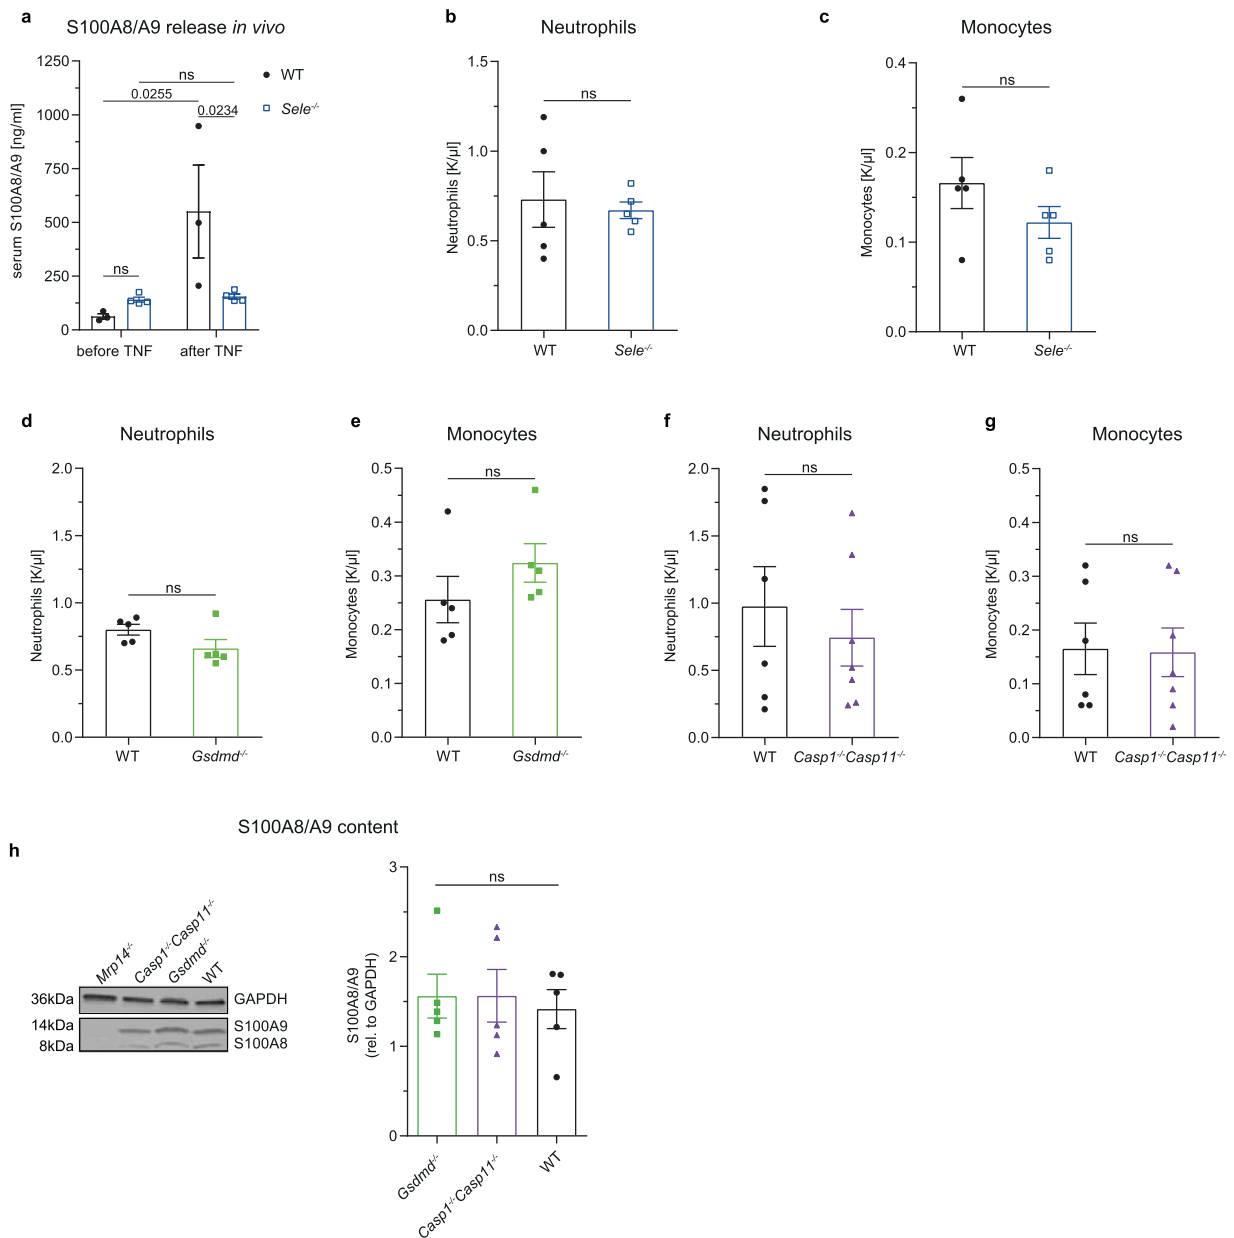 a
S100A8/A9 release in vivo
serum S100A8/A9 [ng/ml]
1250
1000
750
500
250
0
ns
0.0255
0.0234
ns
WT
Sele-/-
before TNF
after TNF
b
Neutrophils
Neutrophils [K/µl]
1.5
1.0
0.5
0.0
ns
WT
Sele-/-
c
Monocytes
Monocytes [K/µl]
0.4
0.2
0.1
0.0
ns
WT
Sele-/-
d
Neutrophils
Neutrophils [K/µl]
2.0
1.5
1.0
0.5
0.0
ns
WT
Gsdmd-/-
e
Monocytes
Monocytes [K/µl]
0.5
0.4
0.3
0.2
0.1
0.0
ns
WT
Gsdmd-/-
f
Neutrophils
Neutrophils [K/µl]
2.0
1.5
1.0
0.5
0.0
ns
WT
Casp1-/-Casp11-/-
g
Monocytes
Monocytes [K/µl]
0.5
0.4
0.3
0.2
0.1
0.0
ns
WT
Casp1-/-Casp11-/-
S100A8/A9 content
h
Mrp14-/-
Casp1-/-Casp11-/-
Gsdmd-/-
WT
36kDa
GAPDH
14kDa
S100A9
8kDa
S100A8
S100A8/A9
(rel. to GAPDH)
3
2
1
0
ns
Gsdmd-/-
Casp1-/-Casp11-/-
WT